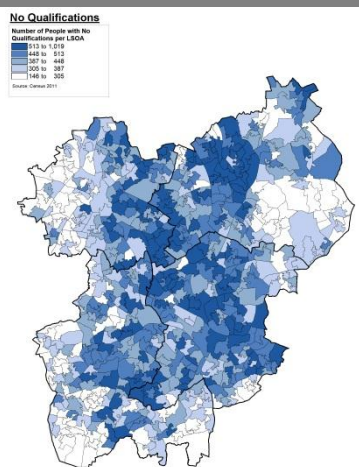 No Qualifications
Number of People with No
Qualifications per LSOA
513 to 1,019
448 to 513
387 to 448
305 to 387
146 to 305
Source: Census 2011